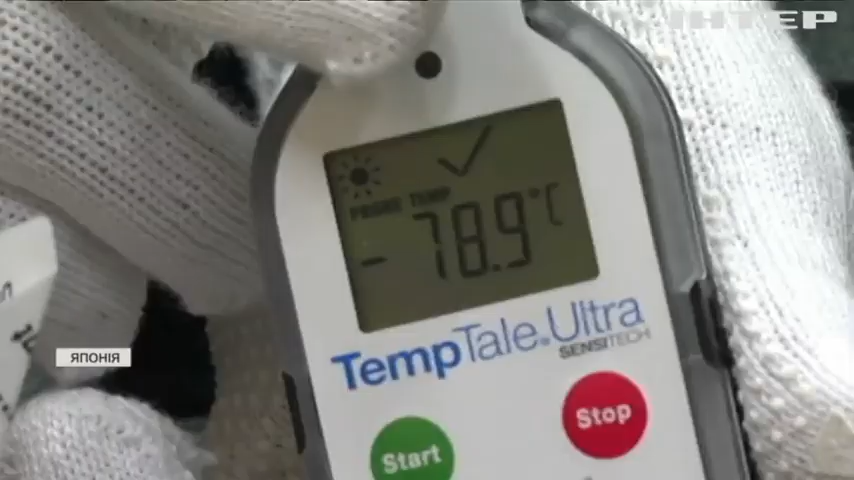 ІНТЕР
PROBE TEMP
-78.9°C
TempTale® Ultra
SENSITECH
ЯПОНІЯ
Stop
Start